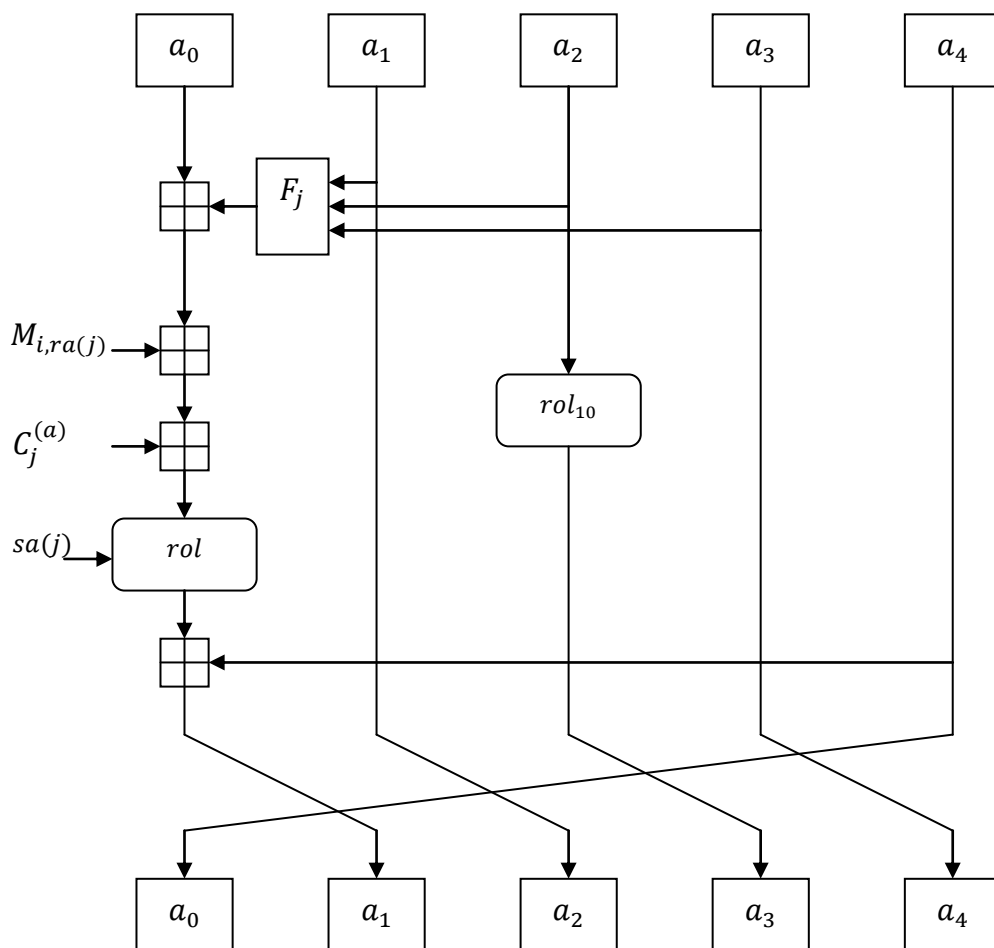 a₀ a₁ a₂ a₃ a₄
Fⱼ
M_{i,ra(j)}
rol₁₀
C_j^{(a)}
sa(j) rol
a₀ a₁ a₂ a₃ a₄